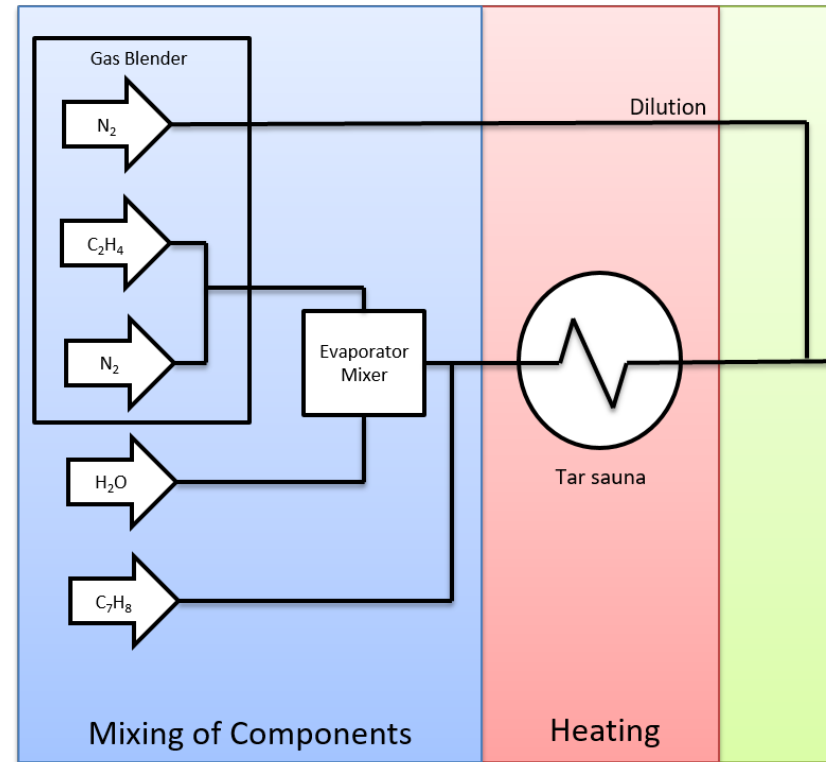 Gas Blender
N₂
Dilution
C₂H₄
N₂
Evaporator
Mixer
H₂O
Tar sauna
C₇H₈
Mixing of Components
Heating